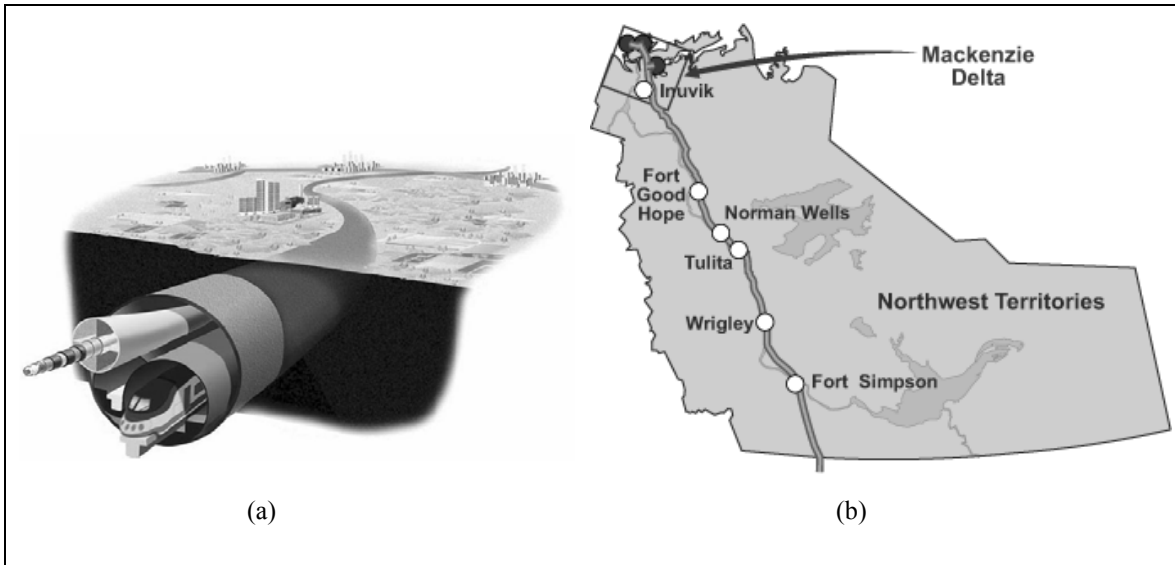 Mackenzie
Delta
Inuvik
Fort
Good
Hope
Norman Wells
Tulita
Northwest Territories
Wrigley
Fort Simpson
(a)
(b)